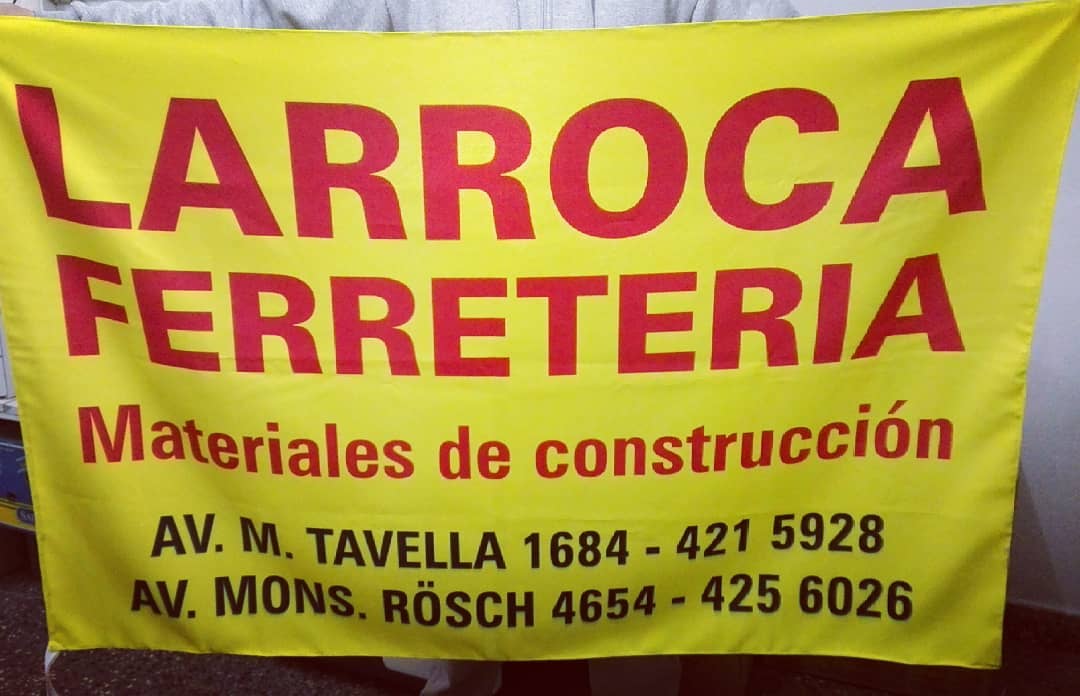 LARROCA
FERRETERIA
Materiales de construcción
AV. M. TAVELLA 1684 - 421 5928
AV. MONS. RÖSCH 4654 - 425 6026